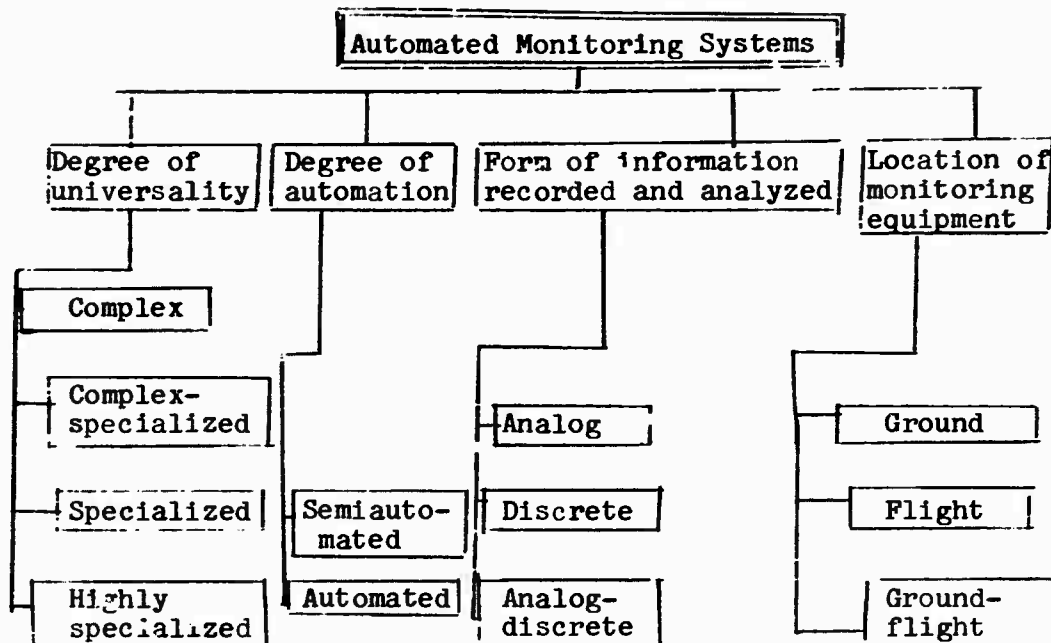 Automated Monitoring Systems
Degree of
universality
Degree of
automation
Form of information
recorded and analyzed
Location of
monitoring
equipment
Complex
Complex-
specialized
Specialized
Highly
specialized
Semiauto-
mated
Automated
Analog
Discrete
Analog-
discrete
Ground
Flight
Ground-
flight